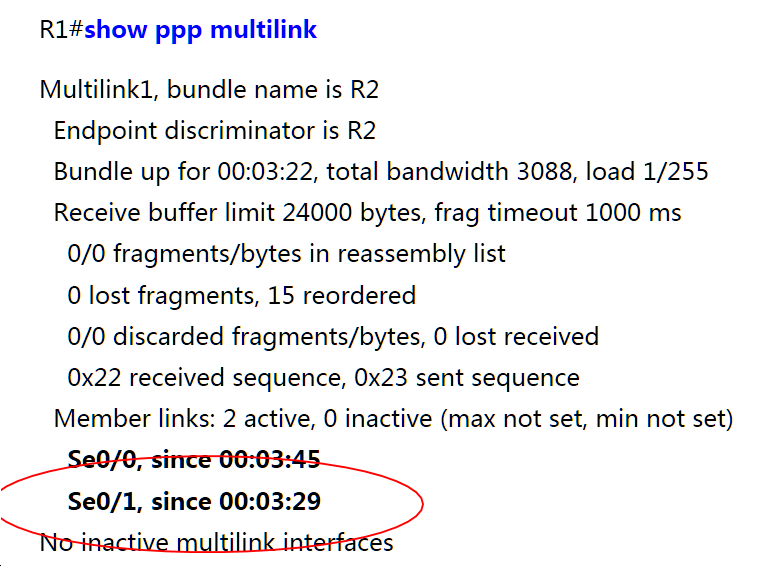 R1#show ppp multilink
Multilink1, bundle name is R2
Endpoint discriminator is R2
Bundle up for 00:03:22, total bandwidth 3088, load 1/255
Receive buffer limit 24000 bytes, frag timeout 1000 ms
0/0 fragments/bytes in reassembly list
0 lost fragments, 15 reordered
0/0 discarded fragments/bytes, 0 lost received
0x22 received sequence, 0x23 sent sequence
Member links: 2 active, 0 inactive (max not set, min not set)
Se0/0, since 00:03:45
Se0/1, since 00:03:29
No inactive multilink interfaces